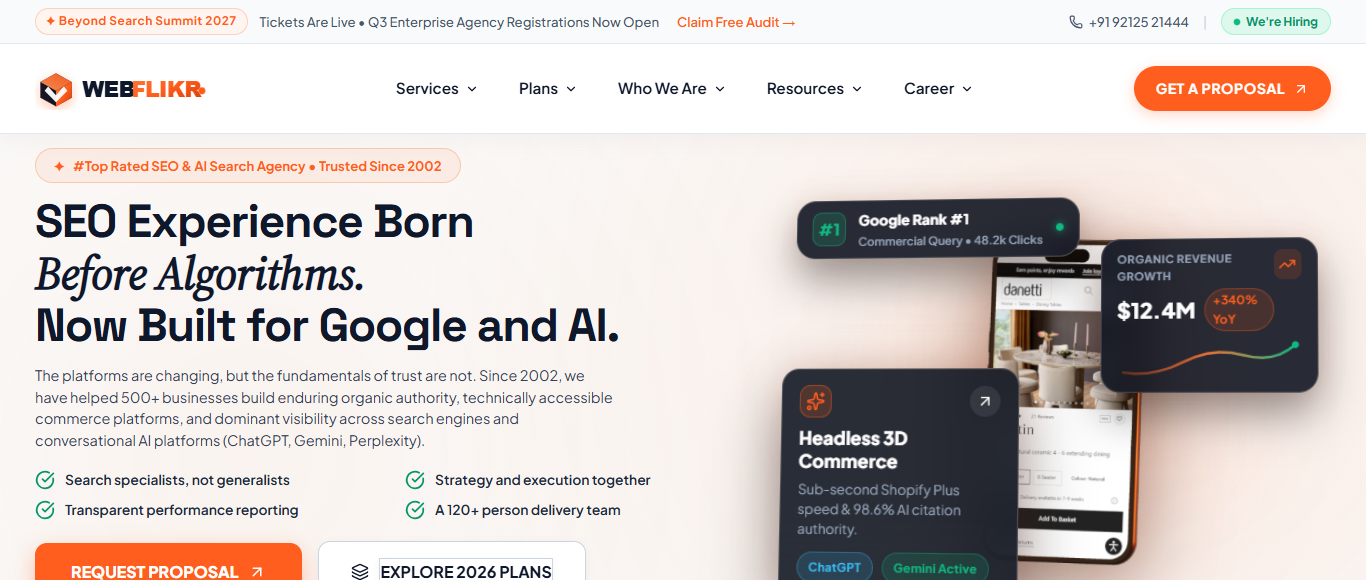 ✦ Beyond Search Summit 2027
Tickets Are Live • Q3 Enterprise Agency Registrations Now Open
Claim Free Audit →
+91 92125 21444
We're Hiring
WEBFLIKR
Services
Plans
Who We Are
Resources
Career
GET A PROPOSAL
✦ #Top Rated SEO & AI Search Agency • Trusted Since 2002
SEO Experience Born
Before Algorithms.
Now Built for Google and AI.
The platforms are changing, but the fundamentals of trust are not. Since 2002, we
have helped 500+ businesses build enduring organic authority, technically accessible
commerce platforms, and dominant visibility across search engines and
conversational AI platforms (ChatGPT, Gemini, Perplexity).
Search specialists, not generalists
Strategy and execution together
Transparent performance reporting
A 120+ person delivery team
REQUEST PROPOSAL
EXPLORE 2026 PLANS
#1
Google Rank #1
Commercial Query • 48.2k Clicks
Earn points, enjoy rewards
danetti
ORGANIC REVENUE
GROWTH
$12.4M
+340%
YoY
Headless 3D
Commerce
Sub-second Shopify Plus
speed & 98.6% AI citation
authority.
ChatGPT
Gemini Active
Add To Basket